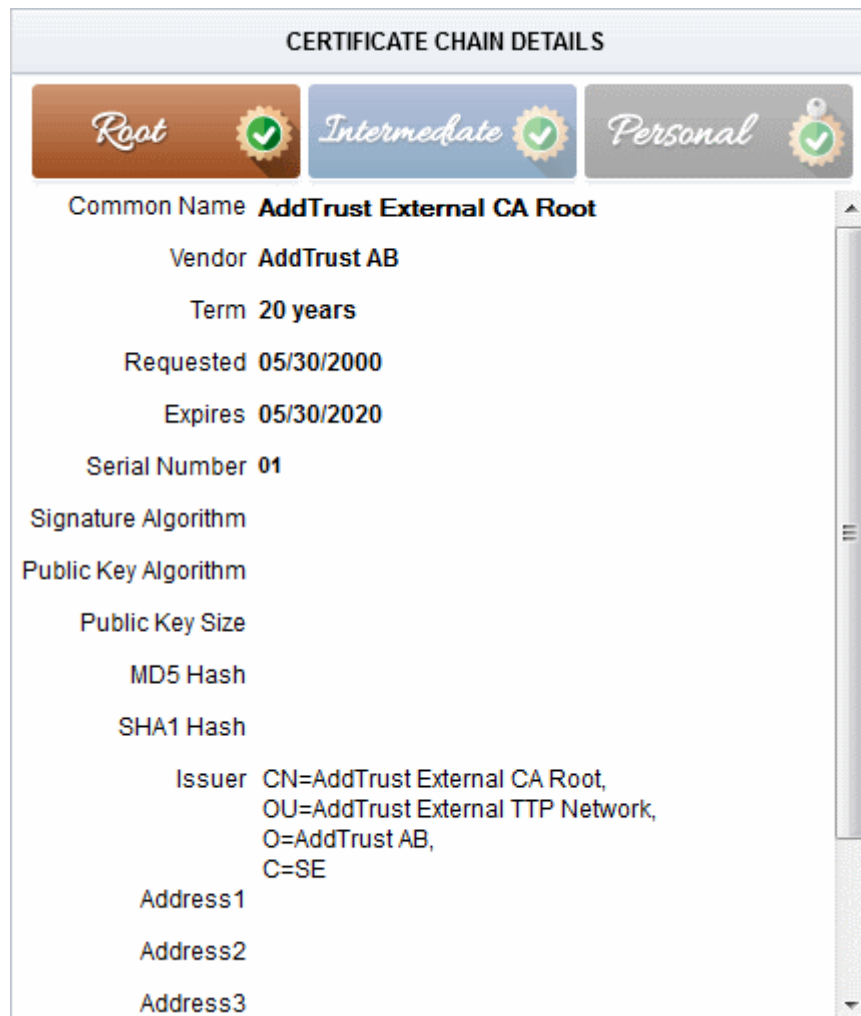 CERTIFICATE CHAIN DETAILS
Root Intermediate Personal
Common Name AddTrust External CA Root
Vendor AddTrust AB
Term 20 years
Requested 05/30/2000
Expires 05/30/2020
Serial Number 01
Signature Algorithm
Public Key Algorithm
Public Key Size
MD5 Hash
SHA1 Hash
Issuer CN=AddTrust External CA Root,
OU=AddTrust External TTP Network,
O=AddTrust AB,
C=SE
Address1
Address2
Address3